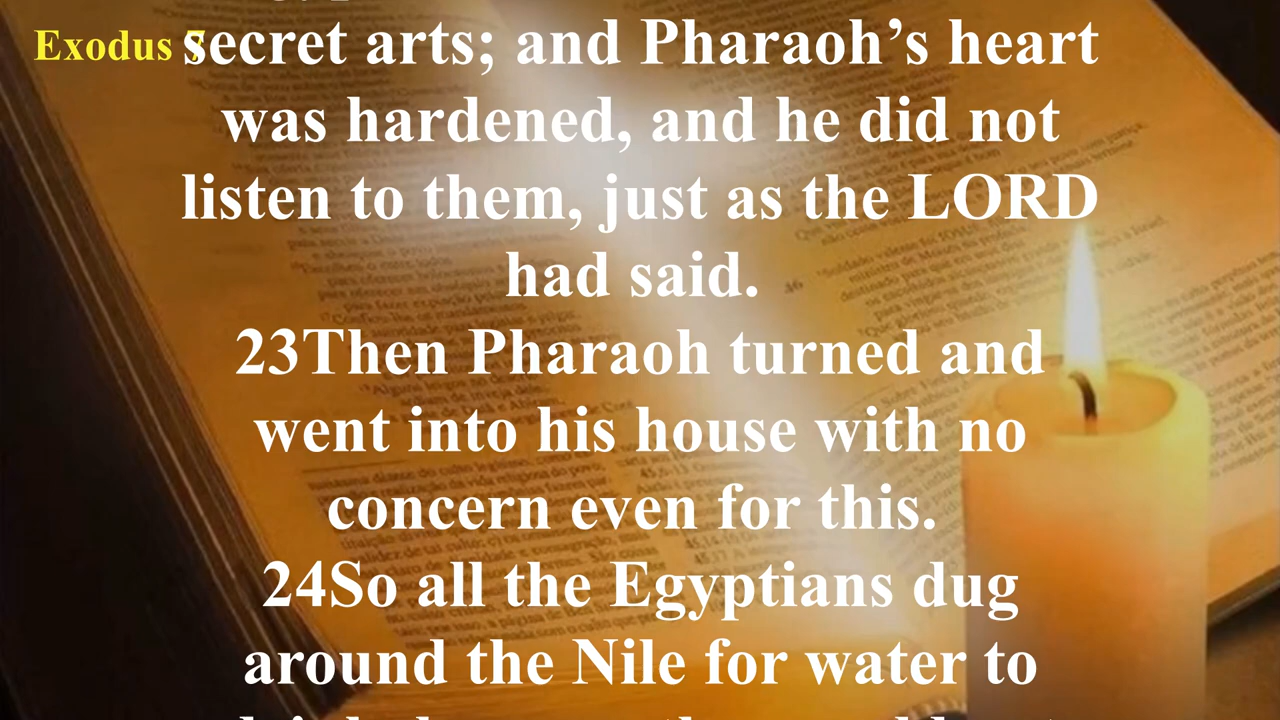 Exodus 7
secret arts; and Pharaoh’s heart
was hardened, and he did not
listen to them, just as the LORD
had said.
23Then Pharaoh turned and
went into his house with no
concern even for this.
24So all the Egyptians dug
around the Nile for water to